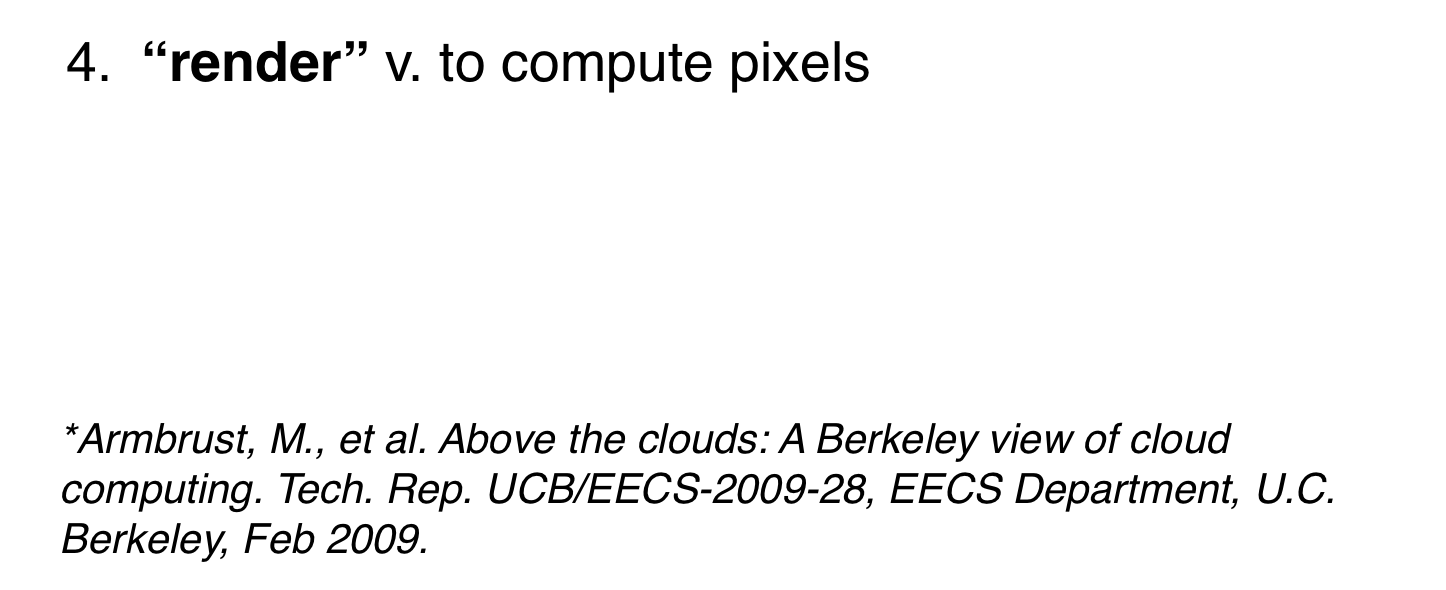 4. “render” v. to compute pixels
*Armbrust, M., et al. Above the clouds: A Berkeley view of cloud
computing. Tech. Rep. UCB/EECS-2009-28, EECS Department, U.C.
Berkeley, Feb 2009.